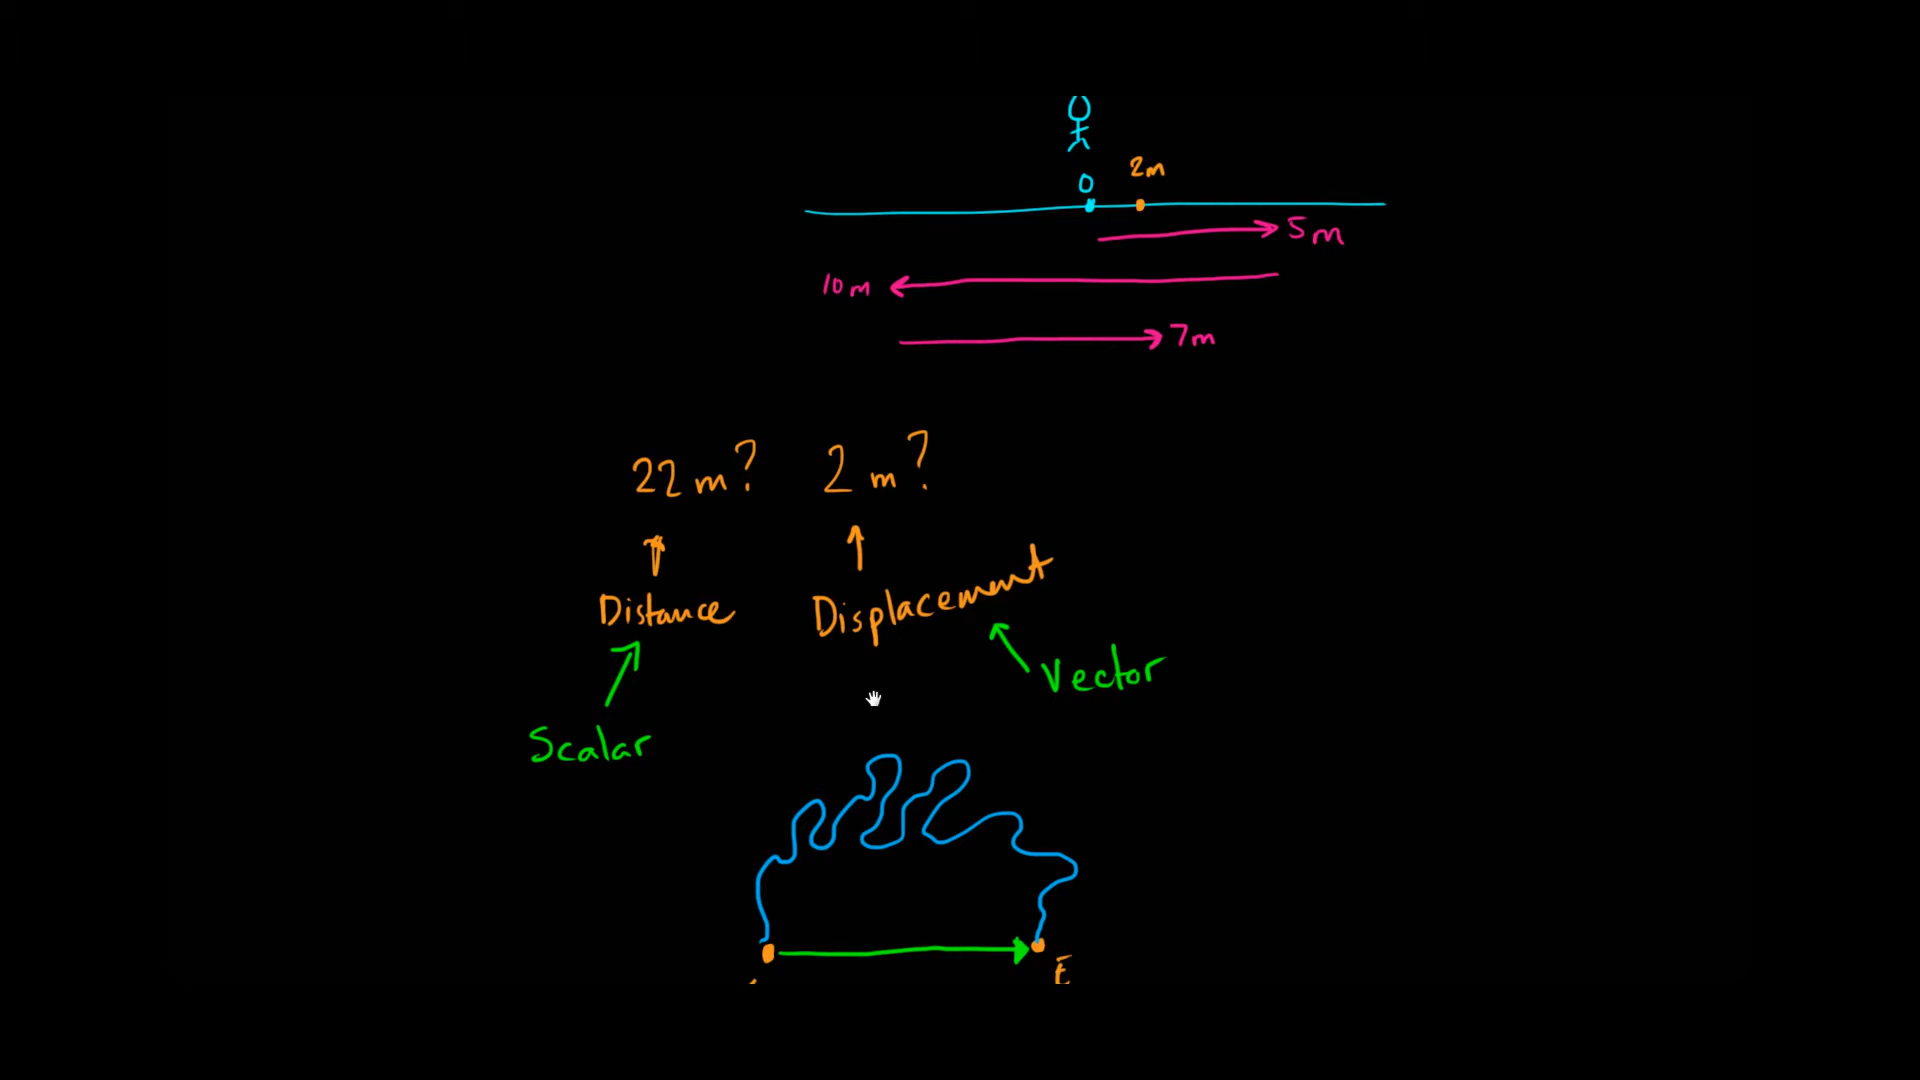 2m
0
5m
10m
7m
22 m? 2 m?
Distance Displacement
Vector
Scalar
E